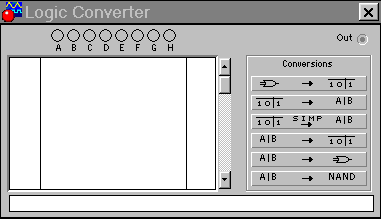 Logic Converter
Out
A B C D E F G H
Conversions
→ 1 0 1
1 0 1 → A|B
1 0 1 SIMP → A|B
A|B → 1 0 1
A|B →
A|B → NAND